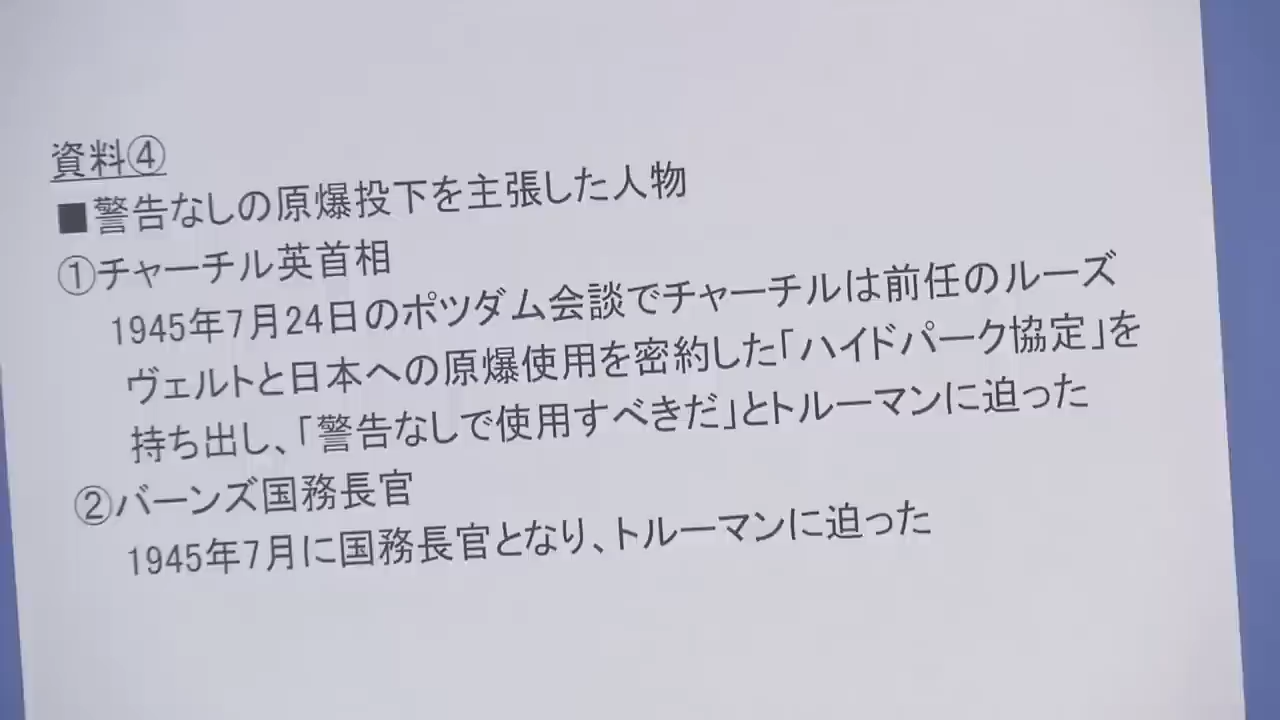 資料④
■警告なしの原爆投下を主張した人物
①チャーチル英首相
1945年7月24日のポツダム会談でチャーチルは前任のルーズ
ヴェルトと日本への原爆使用を密約した「ハイドパーク協定」を
持ち出し、「警告なしで使用すべきだ」とトルーマンに迫った
②バーンズ国務長官
1945年7月に国務長官となり、トルーマンに迫った